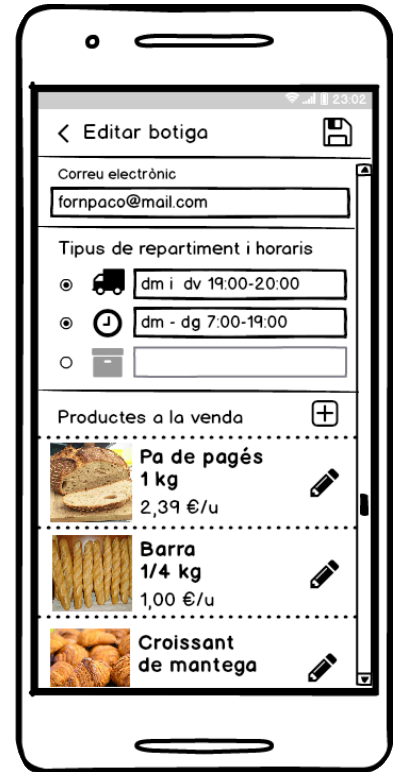 23:02
Editar botiga
Correu electrònic
fornpaco@mail.com
Tipus de repartiment i horaris
dm i dv 19:00-20:00
dm - dg 7:00-19:00
Productes a la venda
Pa de pagés
1 kg
2,39 €/u
Barra
1/4 kg
1,00 €/u
Croissant
de mantega